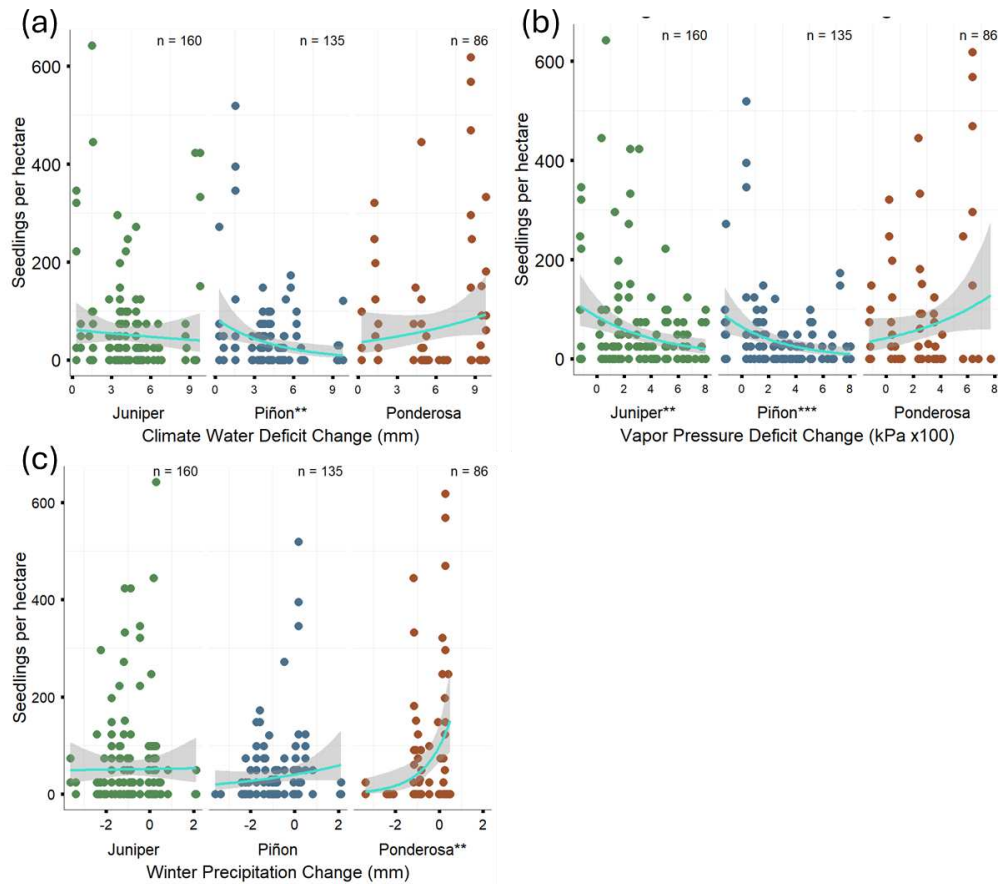 (a)
n = 160 n = 135 n = 86
600
400
200
0
Seedlings per hectare
0 3 6 9 0 3 6 9 0 3 6 9
Juniper Piñon** Ponderosa
Climate Water Deficit Change (mm)
(b)
n = 160 n = 135 n = 86
600
400
200
0
Seedlings per hectare
0 2 4 6 8 0 2 4 6 8 0 2 4 6 8
Juniper** Piñon*** Ponderosa
Vapor Pressure Deficit Change (kPa x100)
(c)
n = 160 n = 135 n = 86
600
400
200
0
Seedlings per hectare
-2 0 2 -2 0 2 -2 0 2
Juniper Piñon Ponderosa**
Winter Precipitation Change (mm)